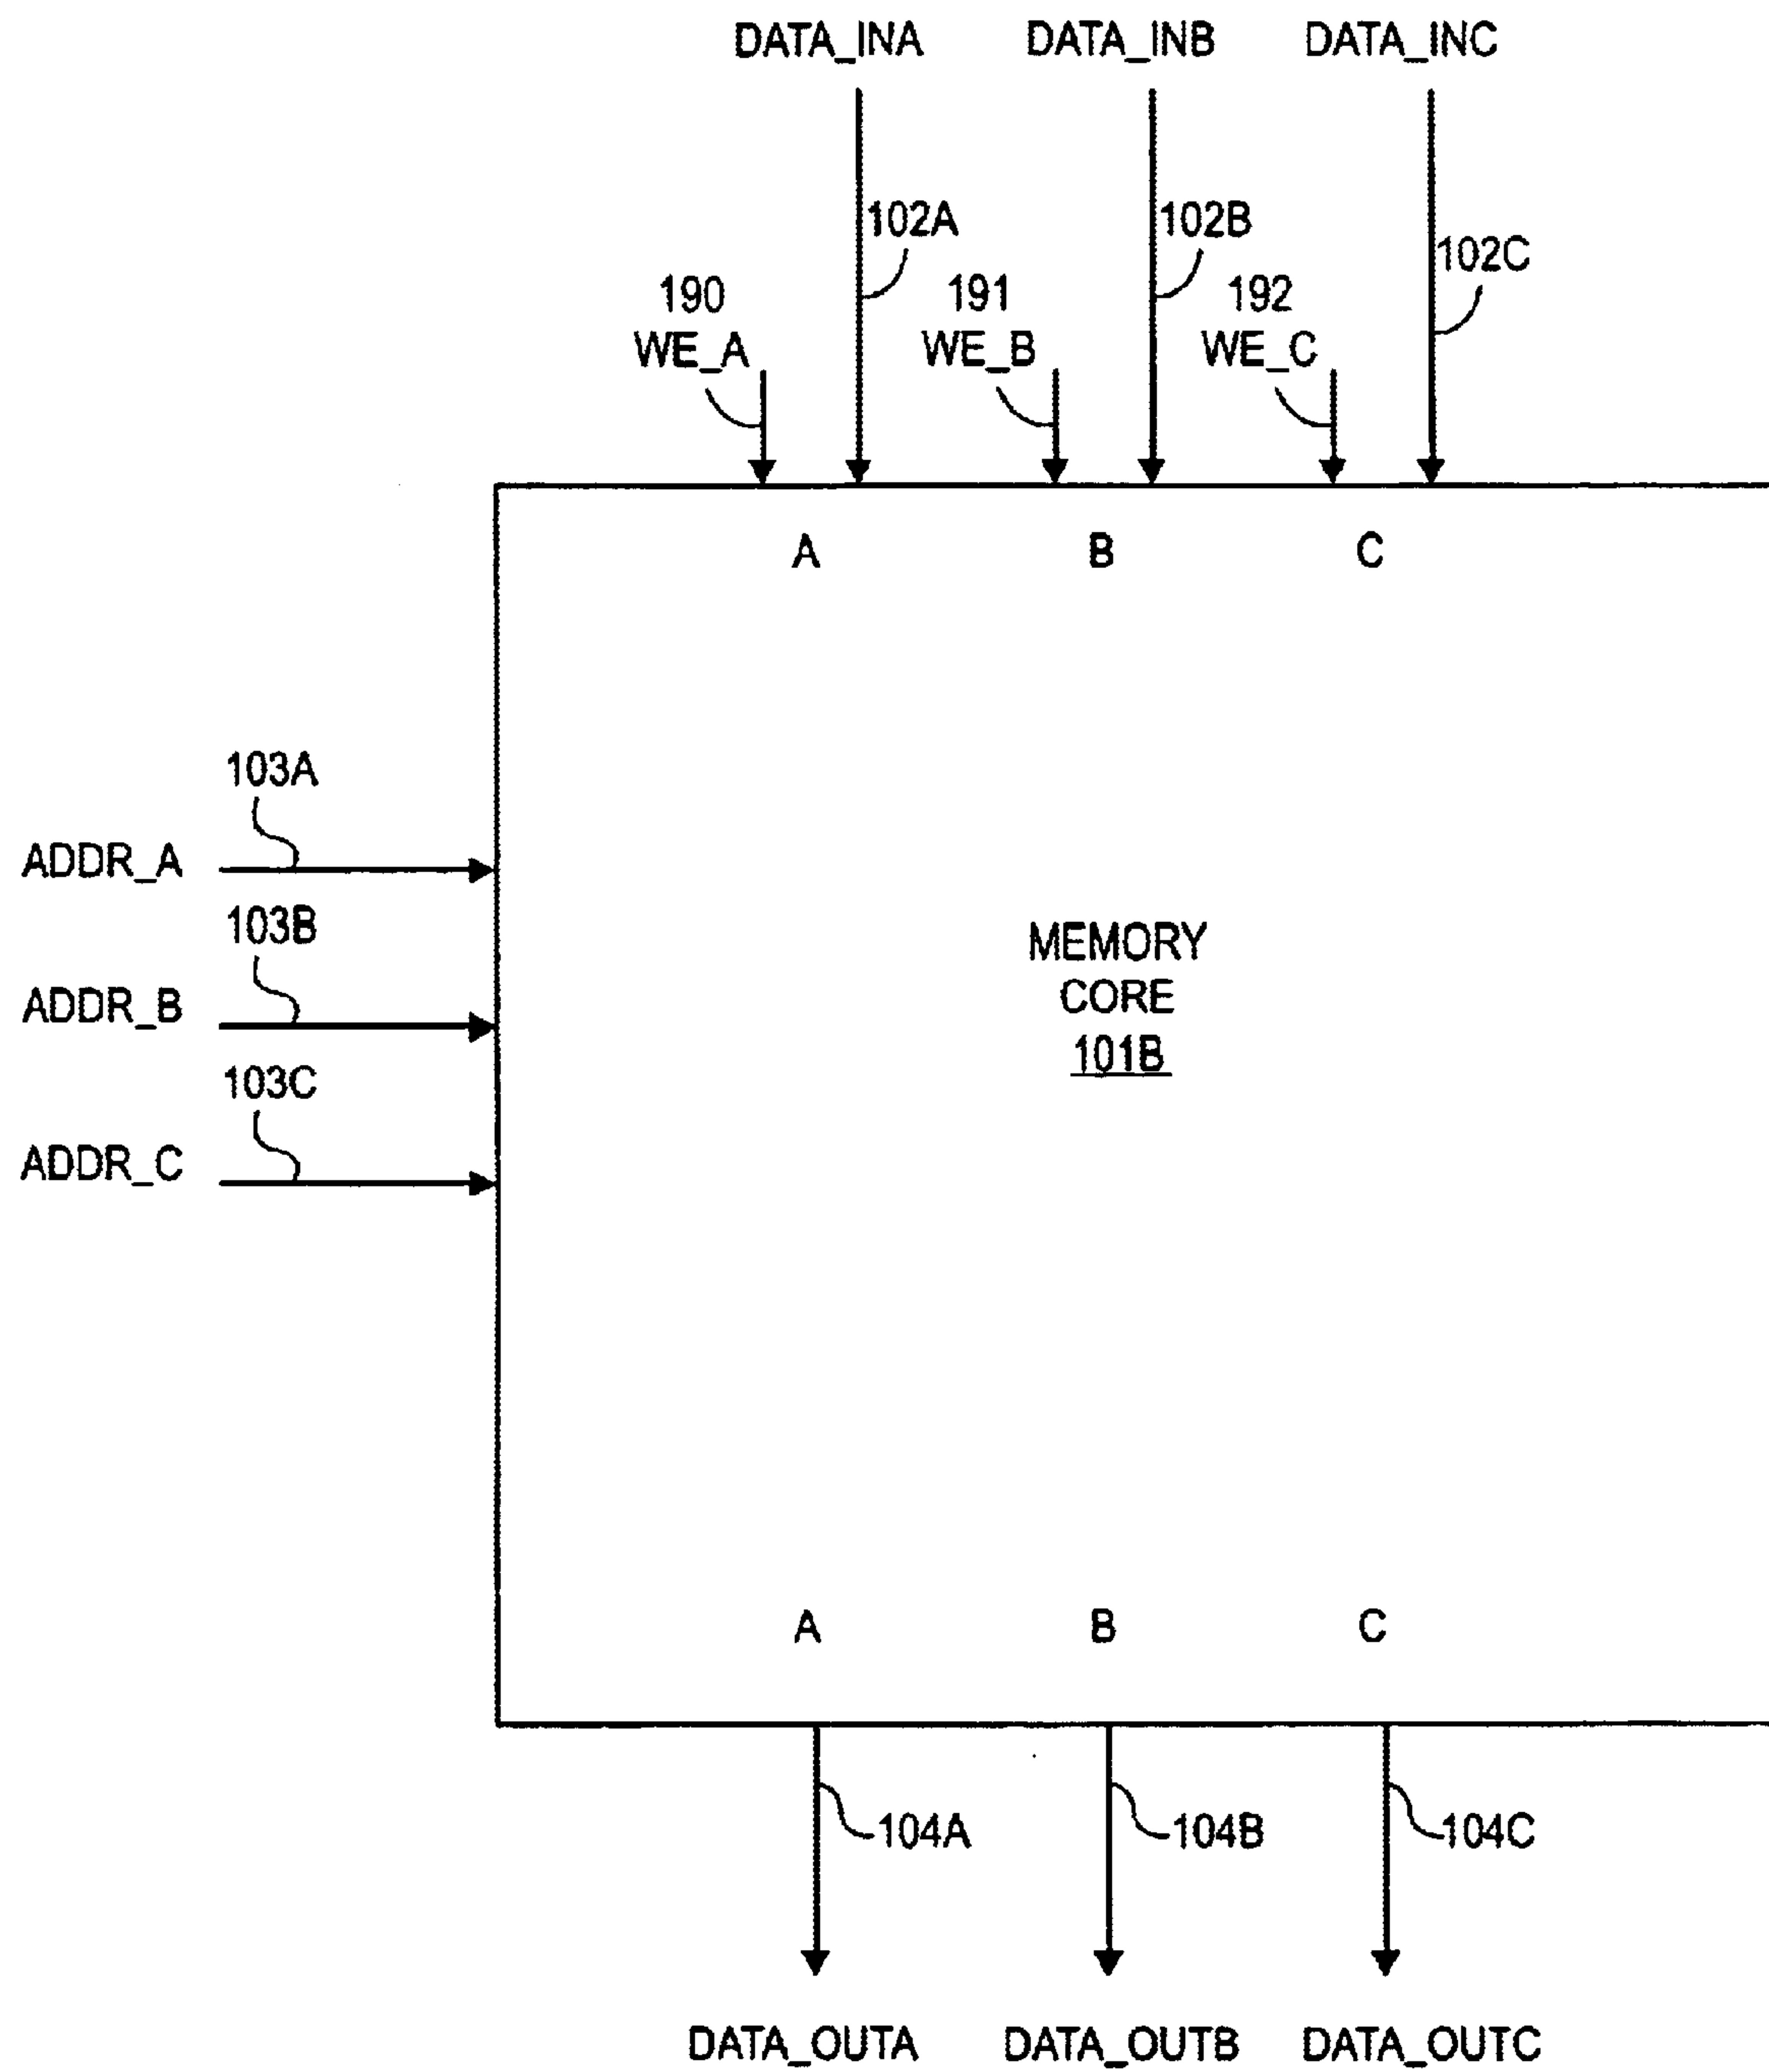 DATA_INA DATA_INB DATA_INC
102A 102B 102C
190 191 192
WE_A WE_B WE_C
A B C
103A
ADDR_A
103B
ADDR_B
103C
ADDR_C
MEMORY
CORE
101B
A B C
104A 104B 104C
DATA_OUTA DATA_OUTB DATA_OUTC